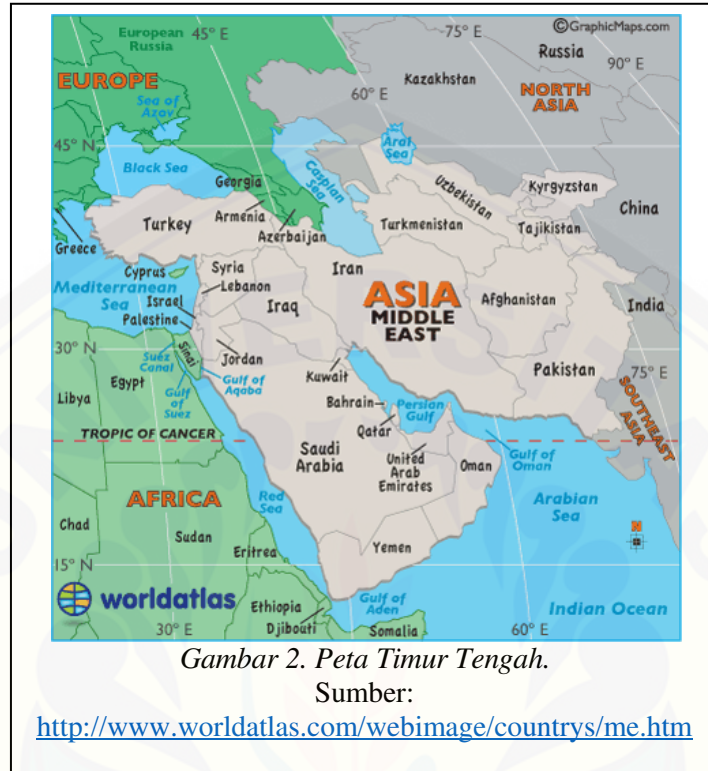 ©GraphicMaps.com
European
Russia
45° E
75° E
Russia
90° E
EUROPE
Kazakhstan
NORTH
ASIA
Sea of
Azov
60° E
45° N
Aral
Sea
Black Sea
Caspian
Sea
Georgia
Uzbekistan
Kyrgyzstan
China
Armenia
Turkey
Turkmenistan
Tajikistan
Azerbaijan
Greece
Cyprus
Syria
Iran
Mediterranean
Sea
Lebanon
ASIA
MIDDLE
EAST
Afghanistan
India
Israel
Iraq
Palestine
30° N
Sinai
Suez
Canal
Jordan
Pakistan
75° E
Gulf of
Aqaba
Kuwait
Egypt
Libya
Gulf
of
Suez
Bahrain
Persian
Gulf
SOUTHEAST
ASIA
Qatar
TROPIC OF CANCER
Saudi
Arabia
United
Arab
Emirates
Oman
Gulf of
Oman
AFRICA
Red
Sea
Arabian
Sea
N
Chad
Sudan
Yemen
Eritrea
15° N
worldatlas
Ethiopia
Gulf of
Aden
Indian Ocean
Djibouti
Somalia
30° E
60° E
Gambar 2. Peta Timur Tengah.
Sumber:
http://www.worldatlas.com/webimage/countrys/me.htm